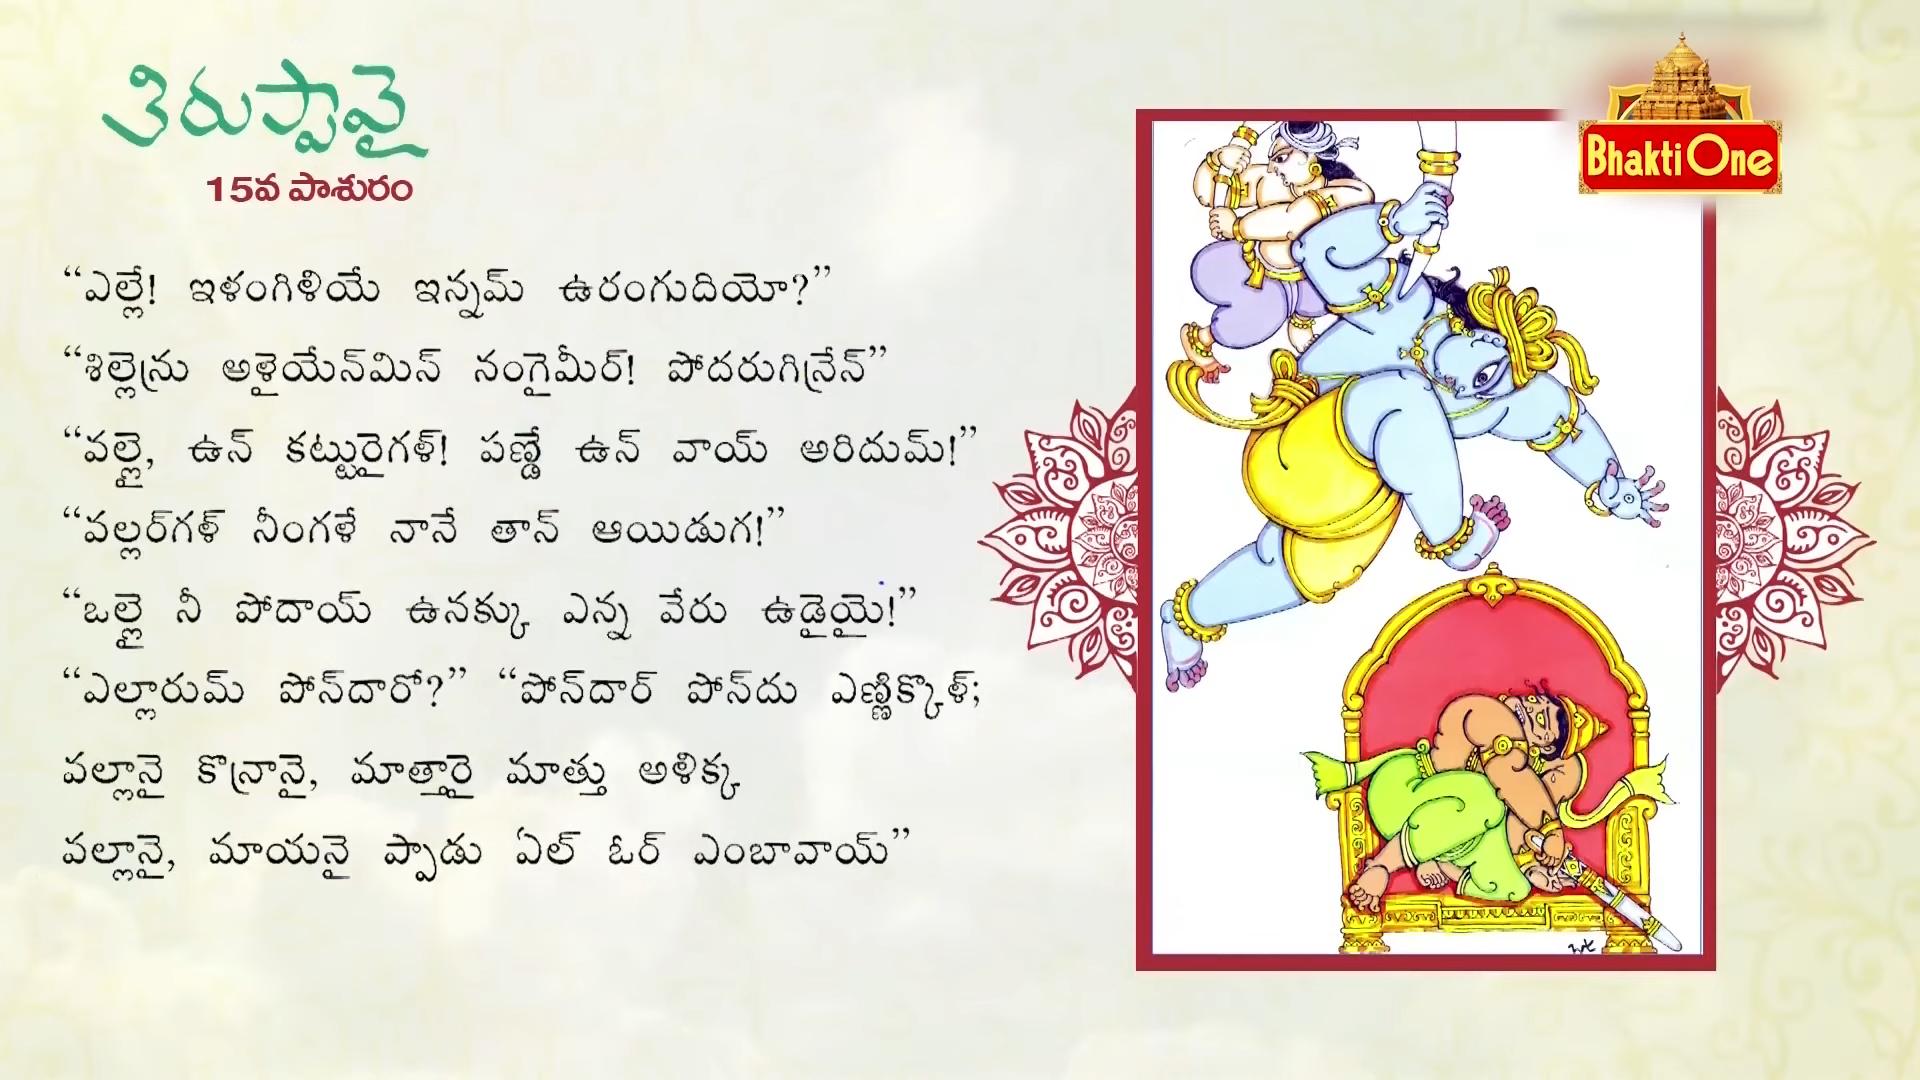 తిరుప్పావై
15వ పాశురం
Bhakti One
“ఎల్లే! ఇళంగిళియే ఇన్నమ్ ఉరంగుదియో?”
“శిల్లెన్రు అళైయేన్‌మిన్ నంగైమీర్! పోదరుగిన్రేన్”
“వల్లై, ఉన్ కట్టురైగళ్! పణ్డే ఉన్ వాయ్ అరిదుమ్!”
“వల్లర్‌గళ్ నీంగళే నానే తాన్ ఆయిడుగ!”
“ఒల్లై నీ పోదాయ్ ఉనక్కు ఎన్న వేరు ఉడైయై!”
“ఎల్లారుమ్ పోన్‌దారో?” “పోన్‌దార్ పోన్‌దు ఎణ్ణిక్కొళ్;
వల్లానై కొన్రానై, మాత్తారై మాత్తు అళిక్క
వల్లానై, మాయనై ప్పాడు ఏల్ ఓర్ ఎంబావాయ్”